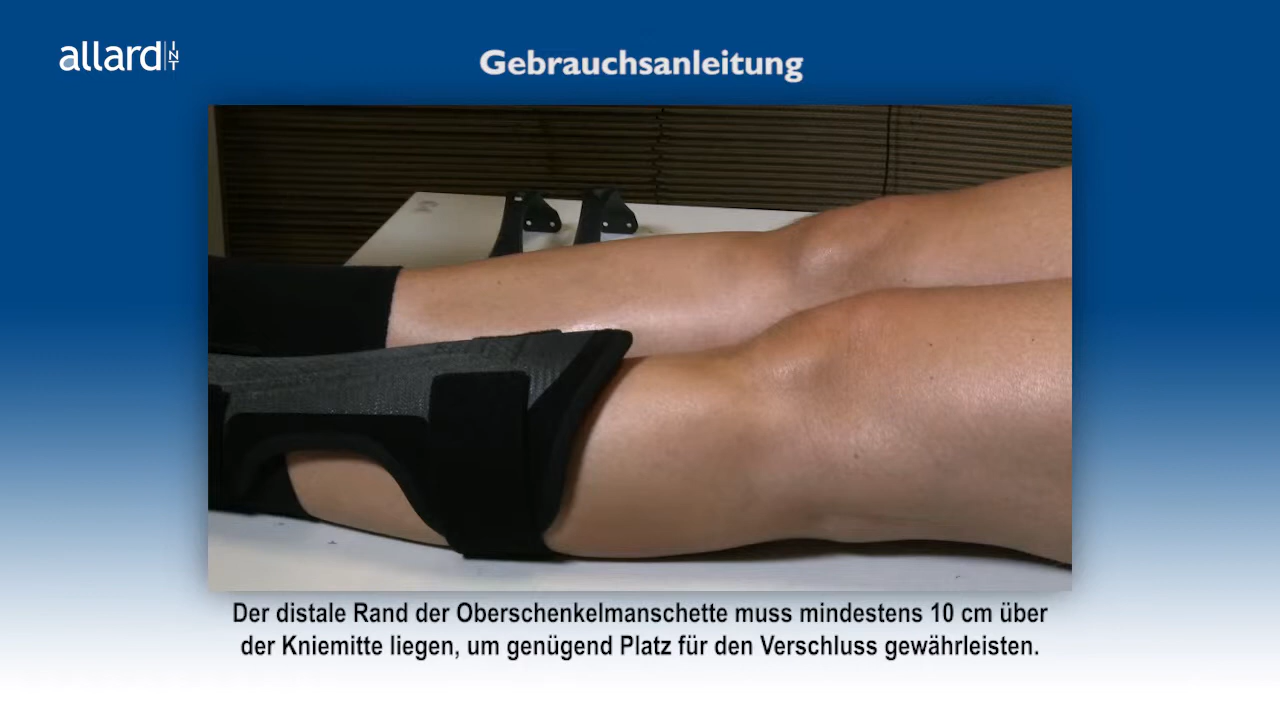 allard INT
Gebrauchsanleitung
Der distale Rand der Oberschenkelmanschette muss mindestens 10 cm über
der Kniemitte liegen, um genügend Platz für den Verschluss gewährleisten.